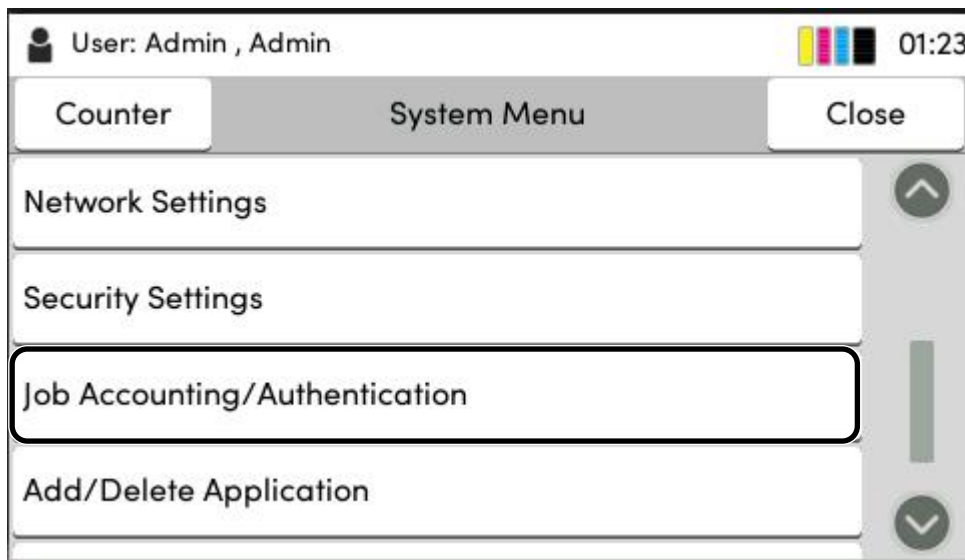 User: Admin , Admin 01:23
Counter System Menu Close
Network Settings
Security Settings
Job Accounting/Authentication
Add/Delete Application